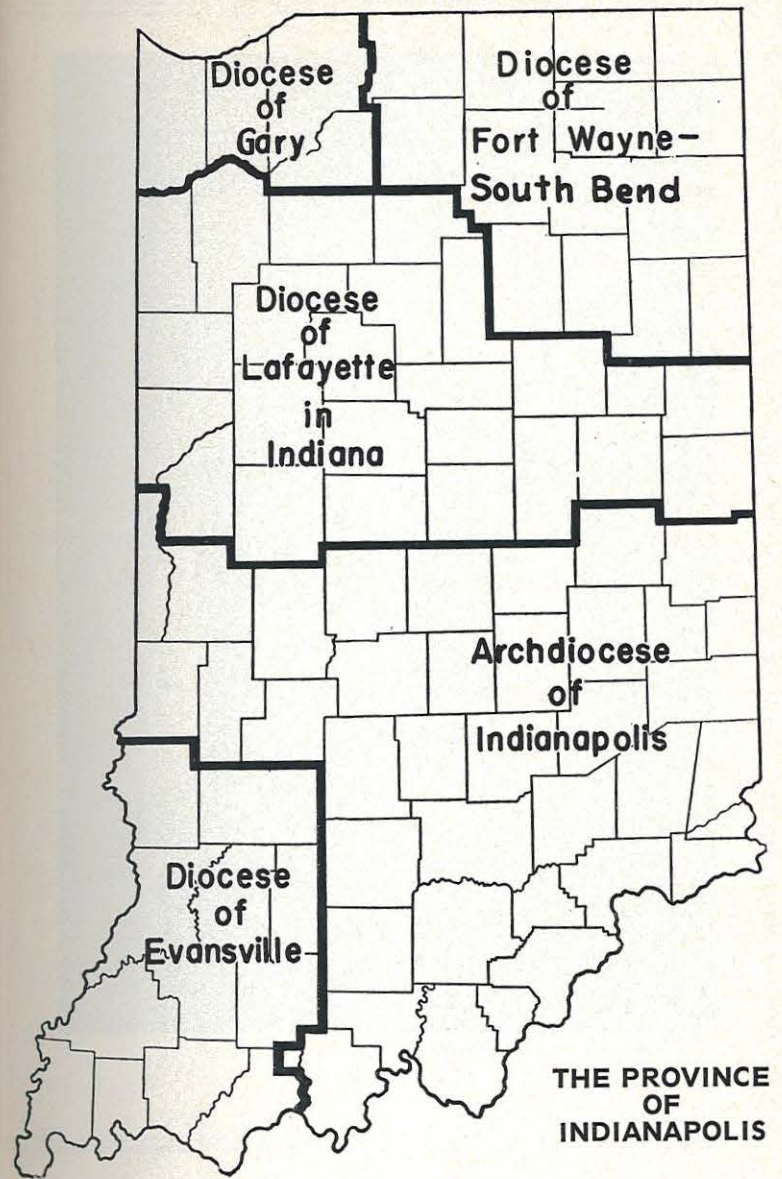 Diocese
of
Gary
Diocese
of
Fort Wayne-
South Bend
Diocese
of
Lafayette
in
Indiana
Archdiocese
of
Indianapolis
Diocese
of
Evansville
THE PROVINCE
OF
INDIANAPOLIS